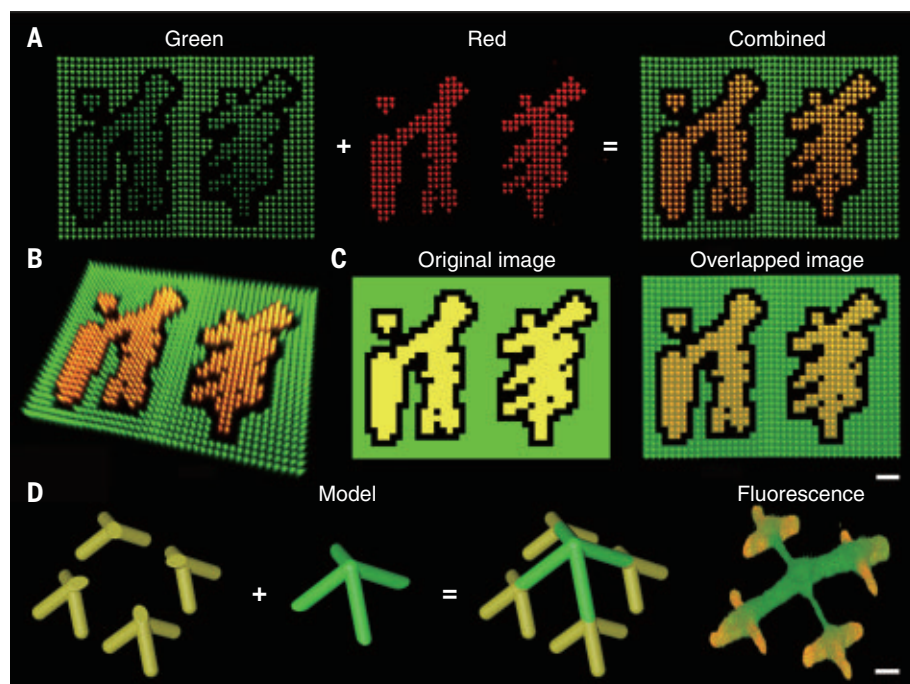 A Green Red Combined
+ =
B C Original image Overlapped image
D Model Fluorescence
+ =